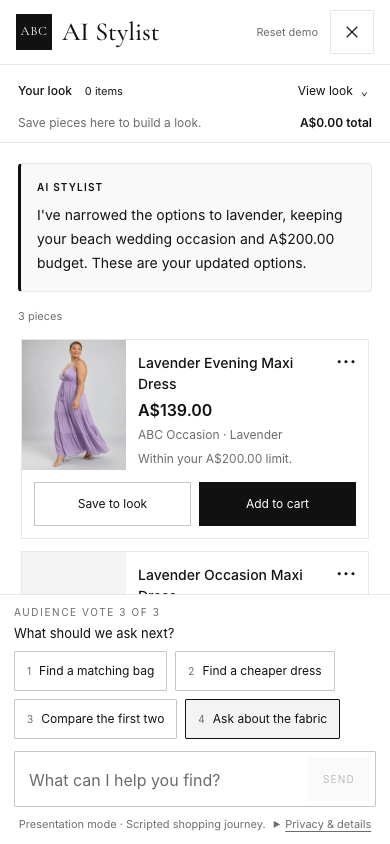 ABC AI Stylist Reset demo
Your look 0 items View look
Save pieces here to build a look. A$0.00 total
AI STYLIST
I've narrowed the options to lavender, keeping
your beach wedding occasion and A$200.00
budget. These are your updated options.
3 pieces
Lavender Evening Maxi
Dress
A$139.00
ABC Occasion · Lavender
Within your A$200.00 limit.
Save to look Add to cart
Lavender Occasion Maxi
Dress
AUDIENCE VOTE 3 OF 3
What should we ask next?
1 Find a matching bag 2 Find a cheaper dress
3 Compare the first two 4 Ask about the fabric
What can I help you find? SEND
Presentation mode · Scripted shopping journey. ▶ Privacy & details